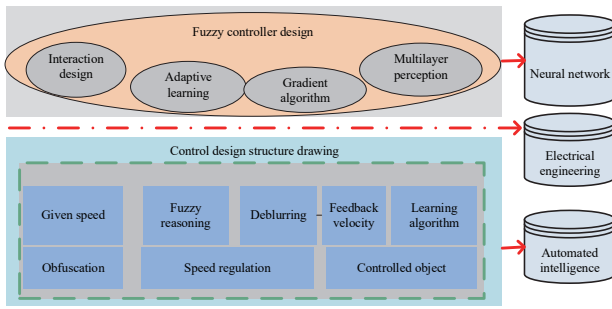 Fuzzy controller design
Interaction
design
Adaptive
learning
Gradient
algorithm
Multilayer
perception
Neural network
Electrical
engineering
Control design structure drawing
Given speed
Fuzzy
reasoning
Deblurring
Feedback
velocity
Learning
algorithm
Obfuscation
Speed regulation
Controlled object
Automated
intelligence